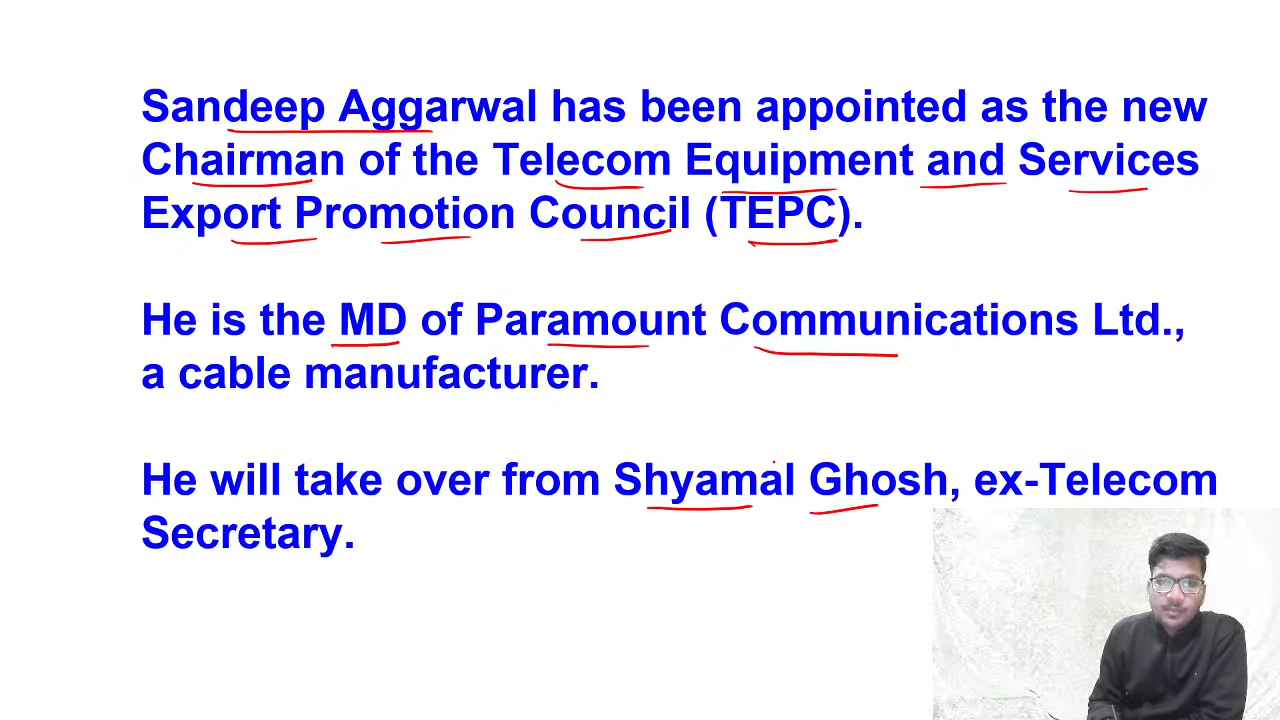 Sandeep Aggarwal has been appointed as the new
Chairman of the Telecom Equipment and Services
Export Promotion Council (TEPC).
He is the MD of Paramount Communications Ltd.,
a cable manufacturer.
He will take over from Shyamal Ghosh, ex-Telecom
Secretary.